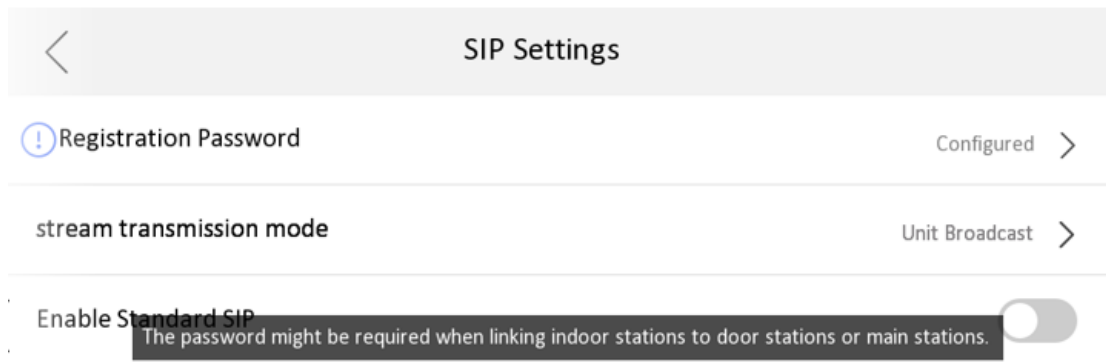 SIP Settings
Registration Password
Configured
stream transmission mode
Unit Broadcast
Enable Standard SIP
The password might be required when linking indoor stations to door stations or main stations.